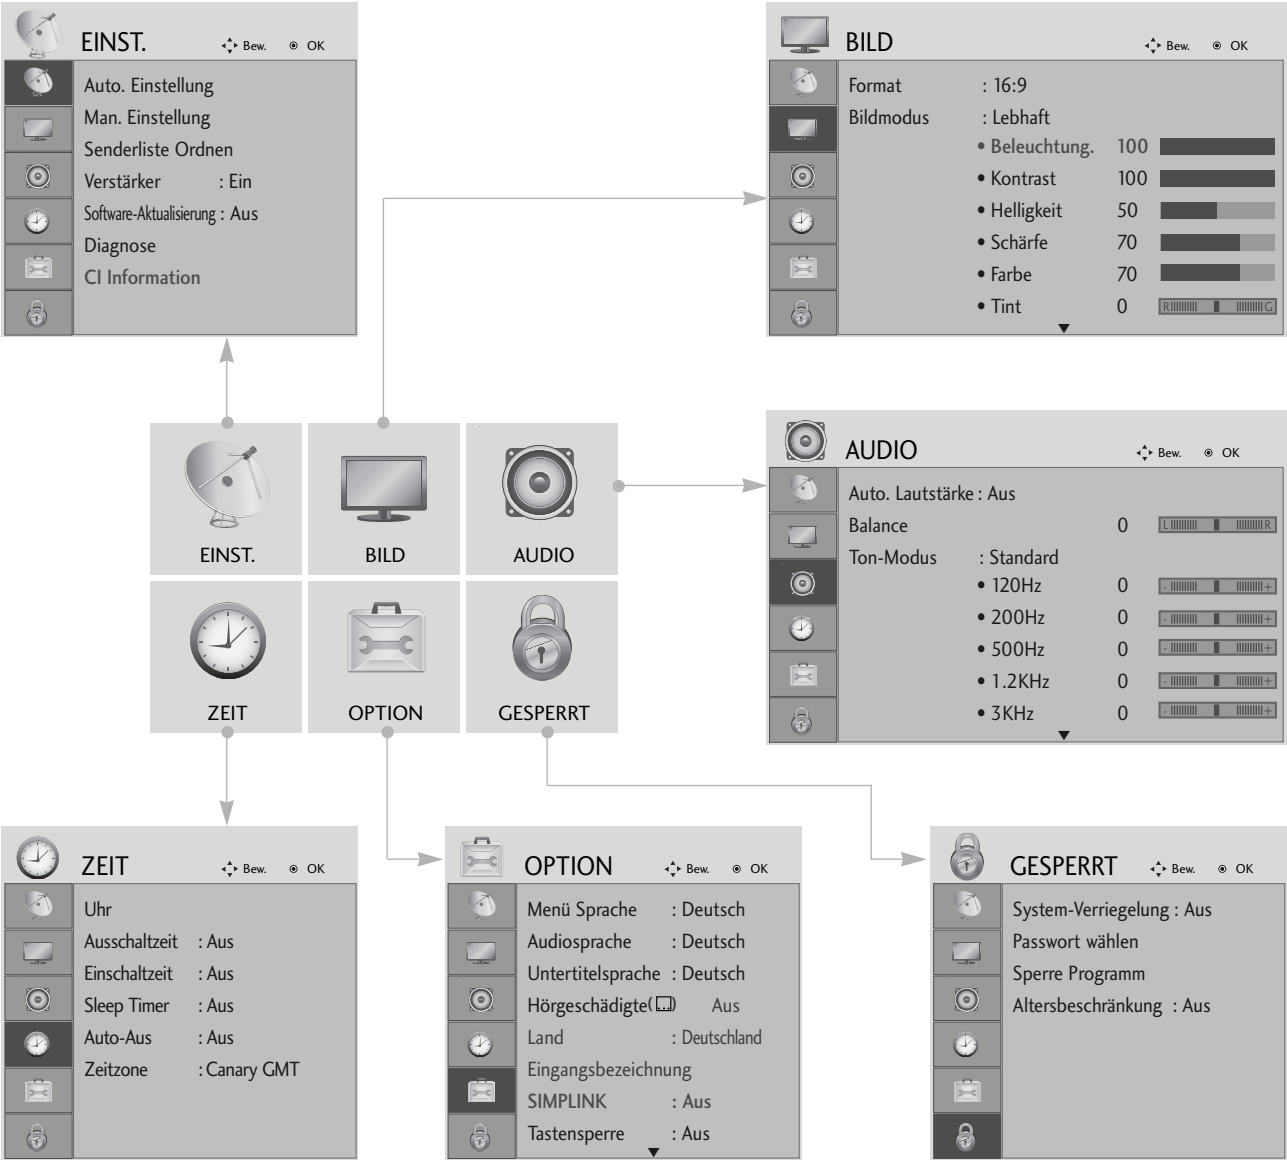 EINST. Bew. OK
Auto. Einstellung
Man. Einstellung
Senderliste Ordnen
Verstärker : Ein
Software-Aktualisierung : Aus
Diagnose
CI Information
BILD Bew. OK
Format : 16:9
Bildmodus : Lebhaft
• Beleuchtung. 100
• Kontrast 100
• Helligkeit 50
• Schärfe 70
• Farbe 70
• Tint 0 R G
EINST.
BILD
AUDIO
ZEIT
OPTION
GESPERRT
AUDIO Bew. OK
Auto. Lautstärke : Aus
Balance 0 L R
Ton-Modus : Standard
• 120Hz 0 - +
• 200Hz 0 - +
• 500Hz 0 - +
• 1.2KHz 0 - +
• 3KHz 0 - +
ZEIT Bew. OK
Uhr
Ausschaltzeit : Aus
Einschaltzeit : Aus
Sleep Timer : Aus
Auto-Aus : Aus
Zeitzone : Canary GMT
OPTION Bew. OK
Menü Sprache : Deutsch
Audiosprache : Deutsch
Untertitelsprache : Deutsch
Hörgeschädigte( ) Aus
Land : Deutschland
Eingangsbezeichnung
SIMPLINK : Aus
Tastensperre : Aus
GESPERRT Bew. OK
System-Verriegelung : Aus
Passwort wählen
Sperre Programm
Altersbeschränkung : Aus